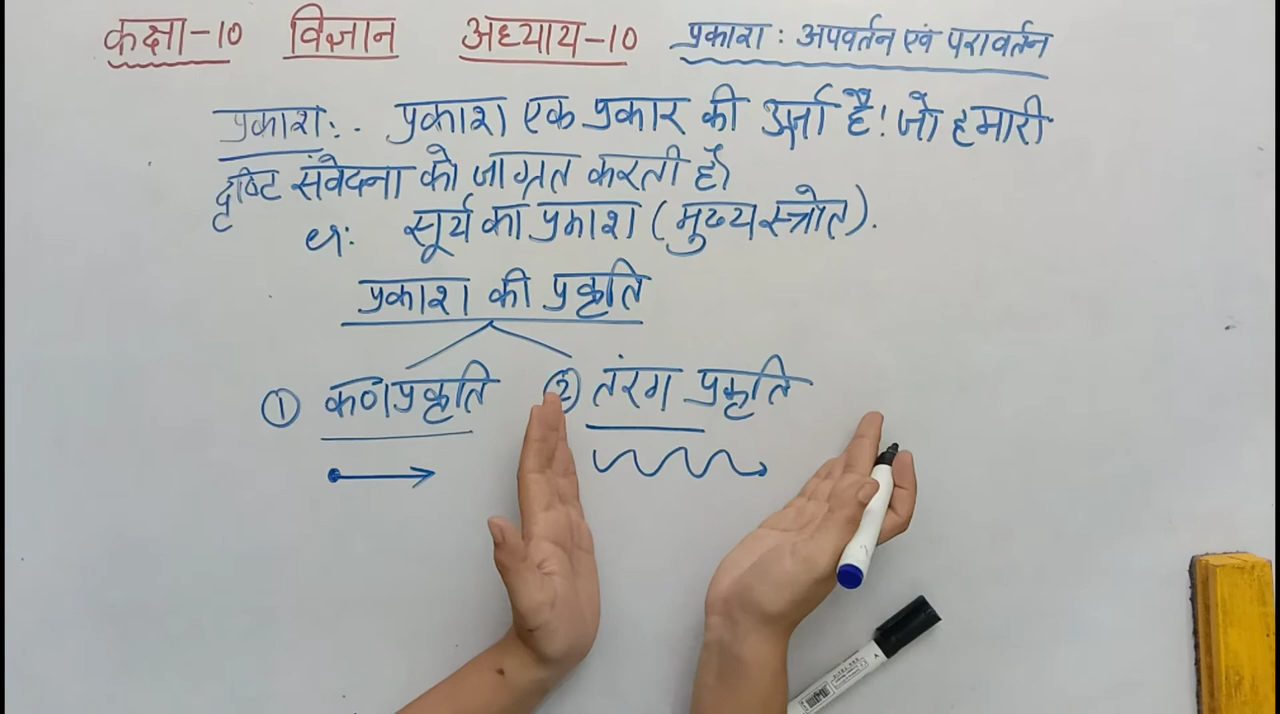 कक्षा-10 विज्ञान अध्याय-10 प्रकाश: अपवर्तन एवं परावर्तन
प्रकाश:. प्रकाश एक प्रकार की ऊर्जा है! जो हमारी
दृष्टि संवेदना को जाग्रत करती है।
eg: सूर्य का प्रकाश (मुख्य स्त्रोत).
प्रकाश की प्रकृति
① कण प्रकृति ② तंरग प्रकृति